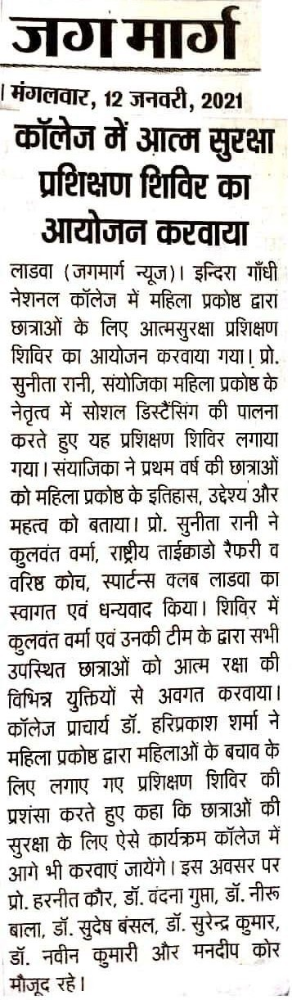 जग मार्ग
। मंगलवार, 12 जनवरी, 2021
कॉलेज में आत्म सुरक्षा
प्रशिक्षण शिविर का
आयोजन करवाया
लाडवा (जगमार्ग न्यूज)। इन्दिरा गाँधी
नेशनल कॉलेज में महिला प्रकोष्ठ द्वारा
छात्राओं के लिए आत्मसुरक्षा प्रशिक्षण
शिविर का आयोजन करवाया गया। प्रो.
सुनीता रानी, संयोजिका महिला प्रकोष्ठ के
नेतृत्व में सोशल डिस्टैंसिंग की पालना
करते हुए यह प्रशिक्षण शिविर लगाया
गया। संयाजिका ने प्रथम वर्ष की छात्राओं
को महिला प्रकोष्ठ के इतिहास, उद्देश्य और
महत्व को बताया। प्रो. सुनीता रानी ने
कुलवंत वर्मा, राष्ट्रीय ताईक्वाडो रैफरी व
वरिष्ठ कोच, स्पार्टन्स क्लब लाडवा का
स्वागत एवं धन्यवाद किया। शिविर में
कुलवंत वर्मा एवं उनकी टीम के द्वारा सभी
उपस्थित छात्राओं को आत्म रक्षा की
विभिन्न युक्तियों से अवगत करवाया।
कॉलेज प्राचार्य डॉ. हरिप्रकाश शर्मा ने
महिला प्रकोष्ठ द्वारा महिलाओं के बचाव के
लिए लगाए गए प्रशिक्षण शिविर की
प्रशंसा करते हुए कहा कि छात्राओं की
सुरक्षा के लिए ऐसे कार्यक्रम कॉलेज में
आगे भी करवाएं जायेंगे। इस अवसर पर
प्रो. हरनीत कौर, डॉ. वंदना गुप्ता, डॉ. नीरू
बाला, डॉ. सुदेष बंसल, डॉ. सुरेन्द्र कुमार,
डॉ. नवीन कुमारी और मनदीप कोर
मौजूद रहे।